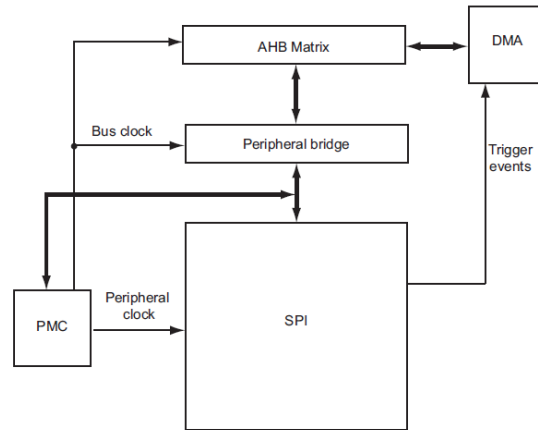 AHB Matrix
DMA
Bus clock
Peripheral bridge
Trigger
events
Peripheral
clock
PMC
SPI